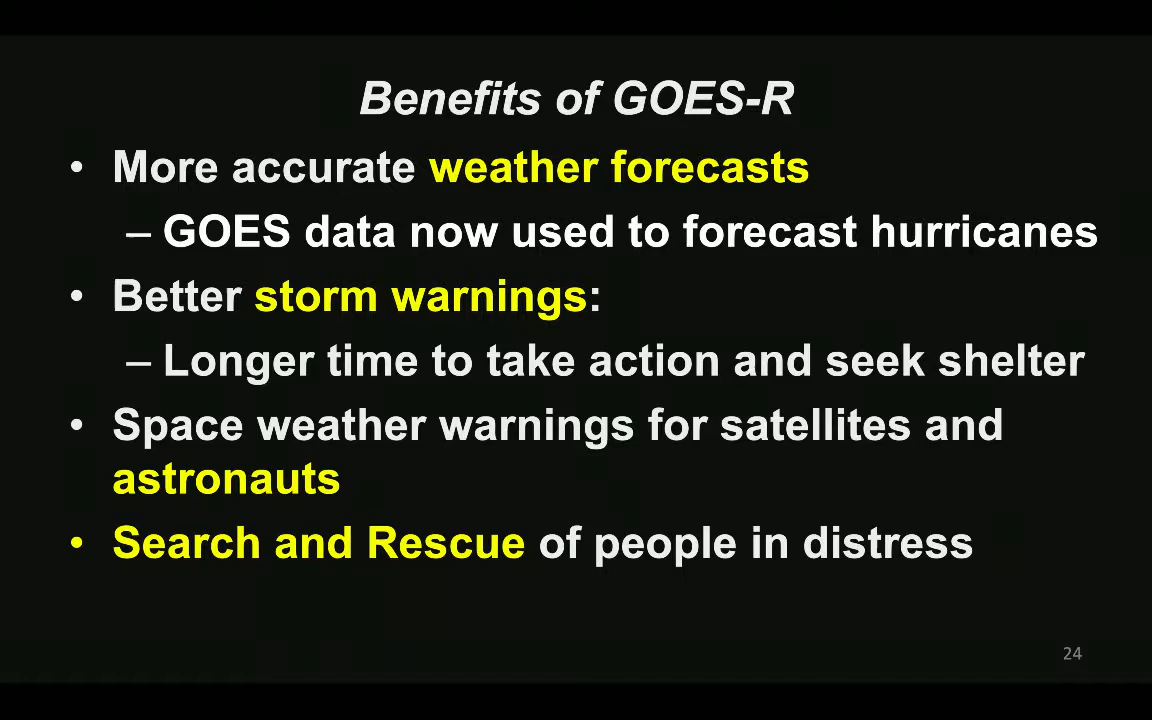 Benefits of GOES-R
• More accurate weather forecasts
– GOES data now used to forecast hurricanes
• Better storm warnings:
– Longer time to take action and seek shelter
• Space weather warnings for satellites and
astronauts
• Search and Rescue of people in distress
24